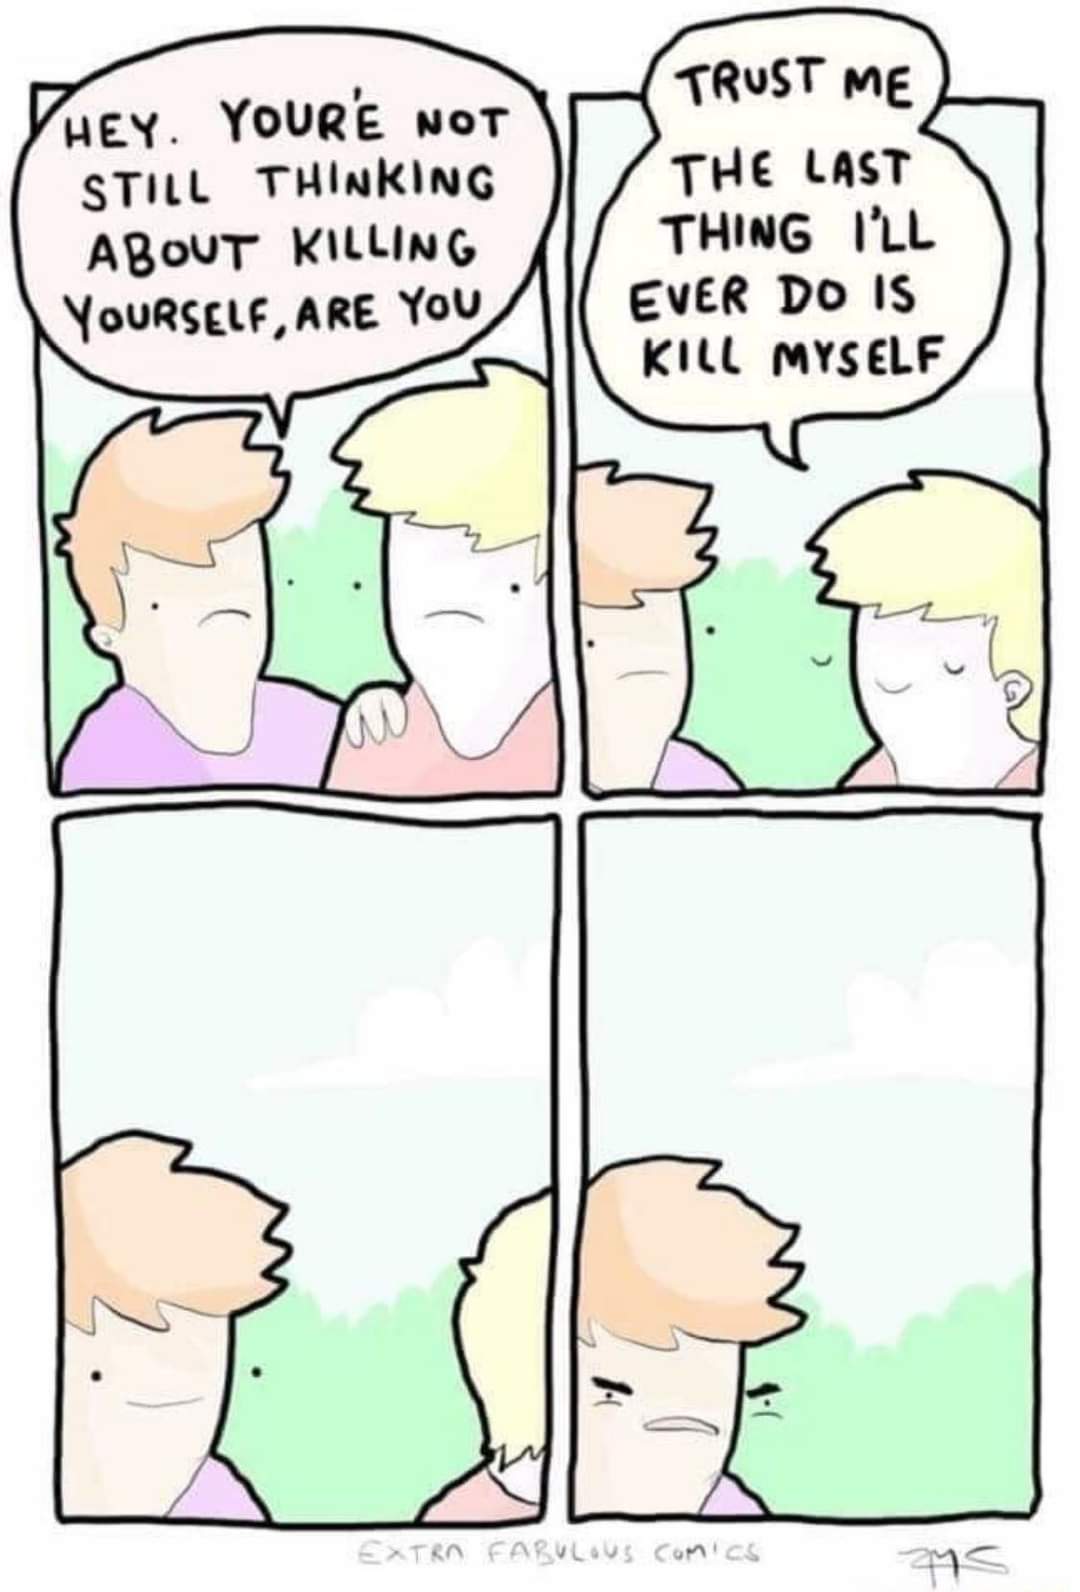 HEY. YOUR'E NOT
STILL THINKING
ABOUT KILLING
YOURSELF, ARE YOU
TRUST ME
THE LAST
THING I'LL
EVER DO IS
KILL MYSELF
EXTRA FABULOUS COMICS